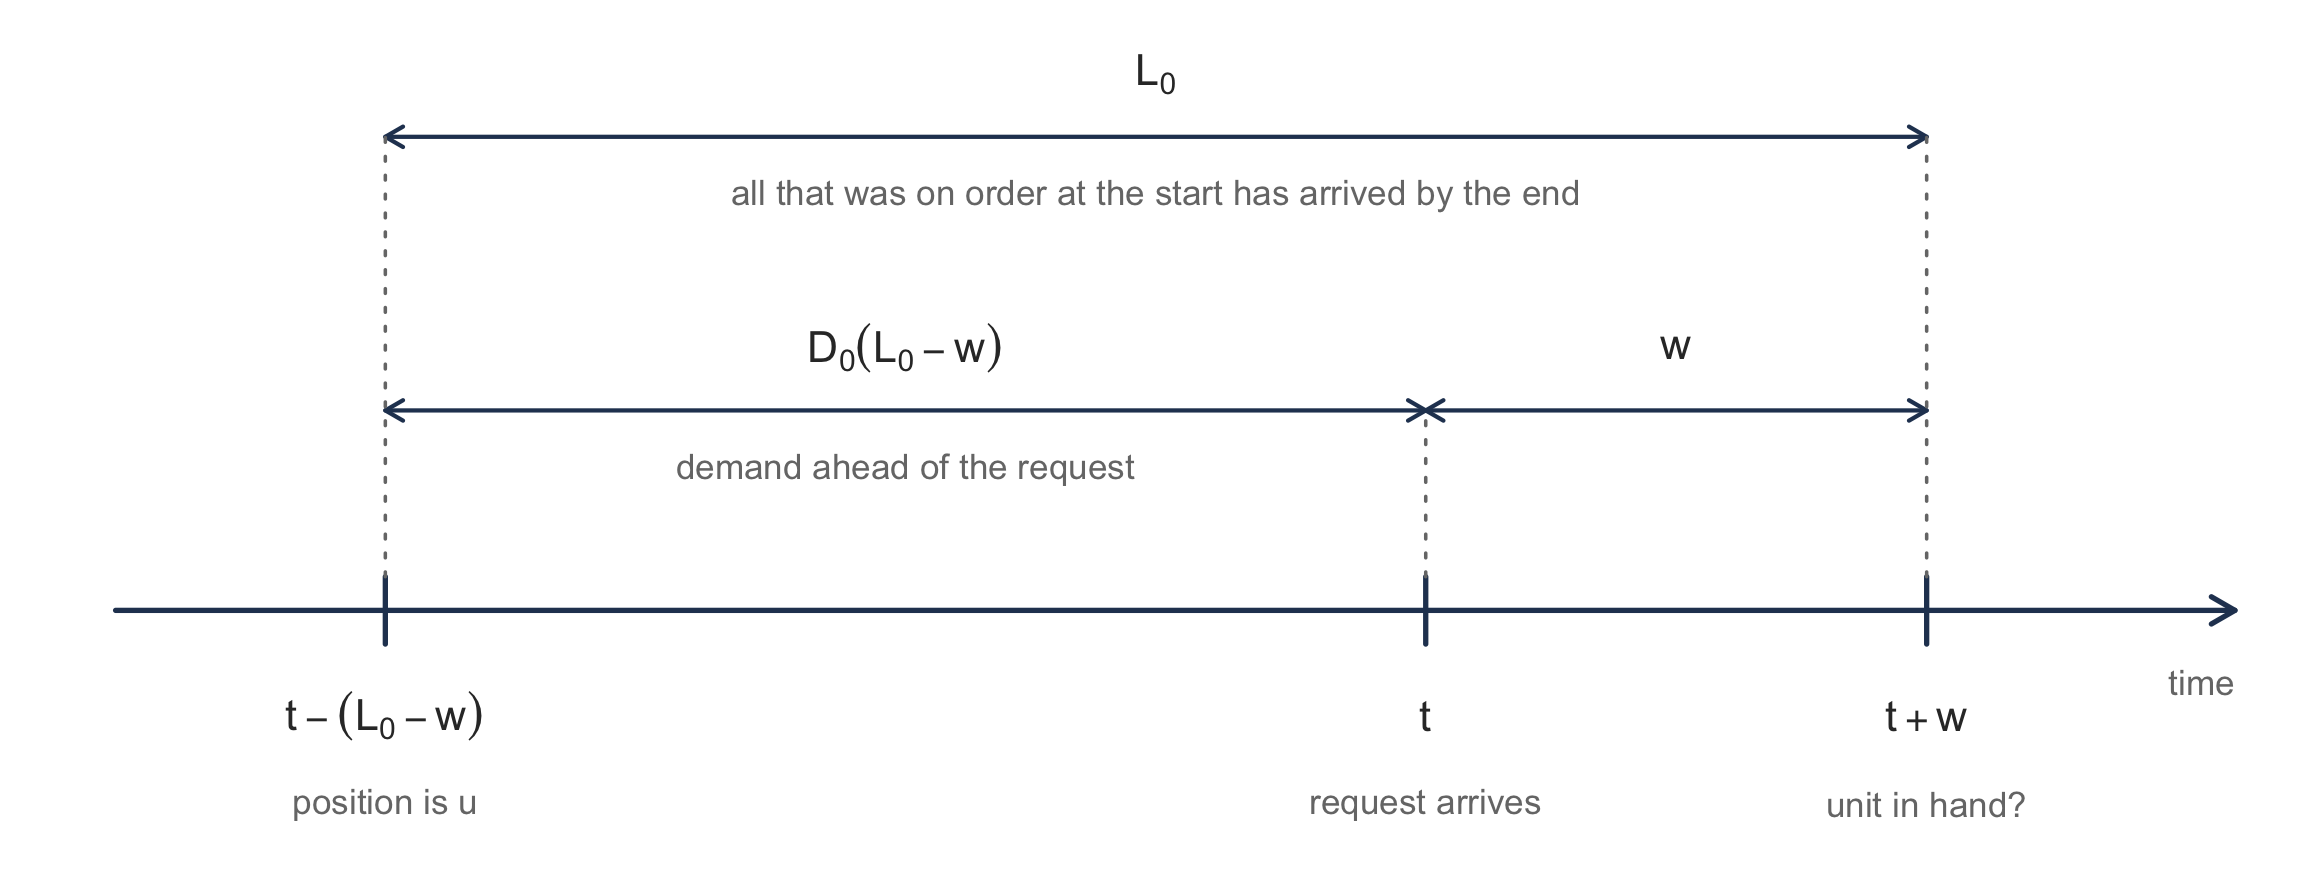 L₀
all that was on order at the start has arrived by the end
D₀(L₀ – w)
w
demand ahead of the request
time
t – (L₀ – w)
t
t + w
position is u
request arrives
unit in hand?